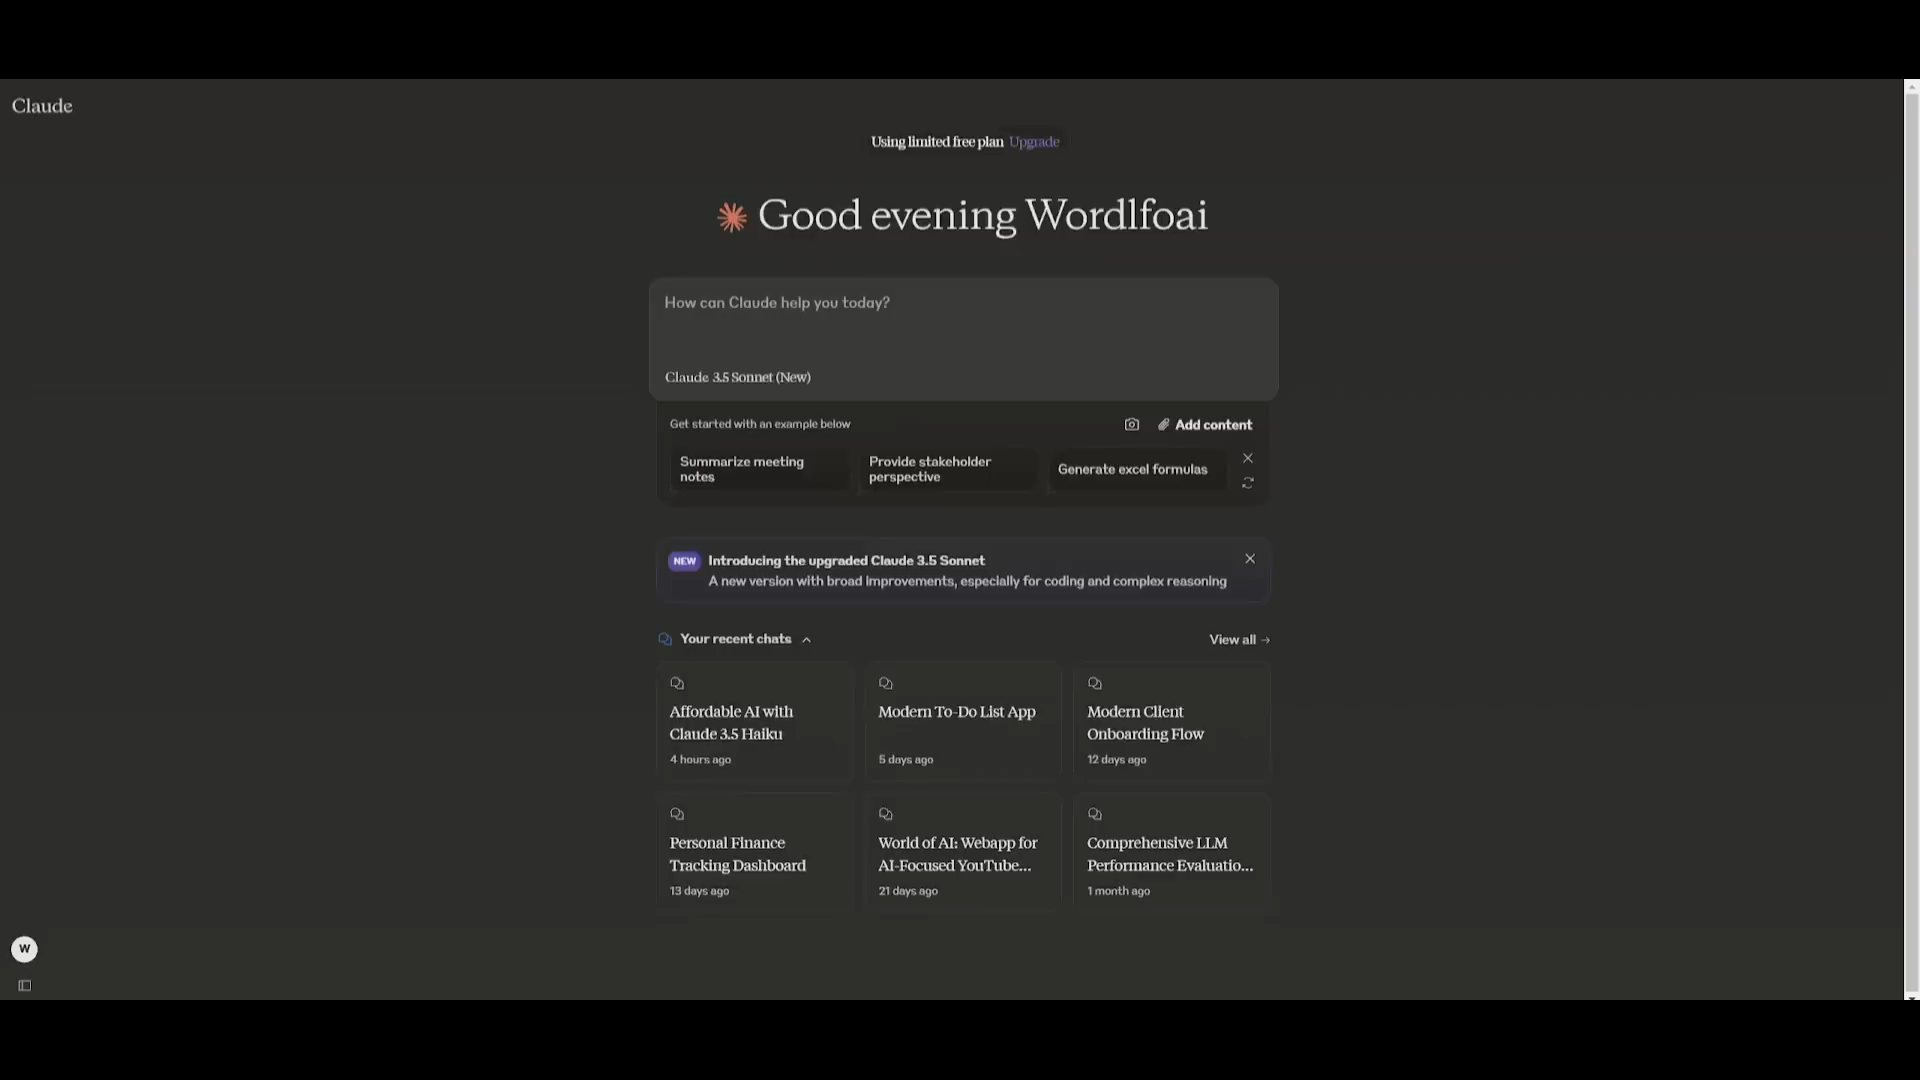 Claude
Using limited free plan Upgrade
Good evening Wordlfoai
How can Claude help you today?
Claude 3.5 Sonnet (New)
Get started with an example below
Add content
Summarize meeting
notes
Provide stakeholder
perspective
Generate excel formulas
NEW Introducing the upgraded Claude 3.5 Sonnet
A new version with broad improvements, especially for coding and complex reasoning
Your recent chats
View all →
Affordable AI with
Claude 3.5 Haiku
4 hours ago
Modern To-Do List App
5 days ago
Modern Client
Onboarding Flow
12 days ago
Personal Finance
Tracking Dashboard
13 days ago
World of AI: Webapp for
AI-Focused YouTube...
21 days ago
Comprehensive LLM
Performance Evaluatio...
1 month ago
W